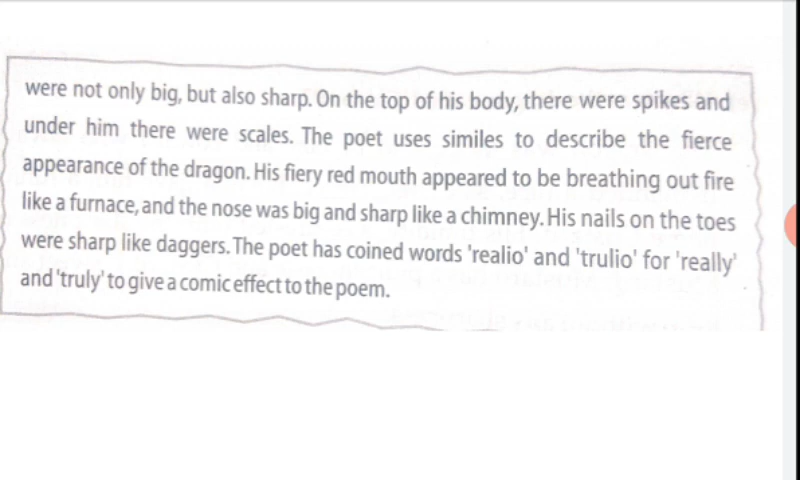 were not only big, but also sharp. On the top of his body, there were spikes and
under him there were scales. The poet uses similes to describe the fierce
appearance of the dragon. His fiery red mouth appeared to be breathing out fire
like a furnace, and the nose was big and sharp like a chimney. His nails on the toes
were sharp like daggers. The poet has coined words 'realio' and 'trulio' for 'really'
and 'truly' to give a comic effect to the poem.